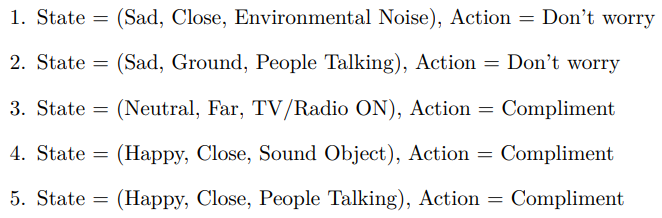 1. State = (Sad, Close, Environmental Noise), Action = Don't worry
2. State = (Sad, Ground, People Talking), Action = Don't worry
3. State = (Neutral, Far, TV/Radio ON), Action = Compliment
4. State = (Happy, Close, Sound Object), Action = Compliment
5. State = (Happy, Close, People Talking), Action = Compliment